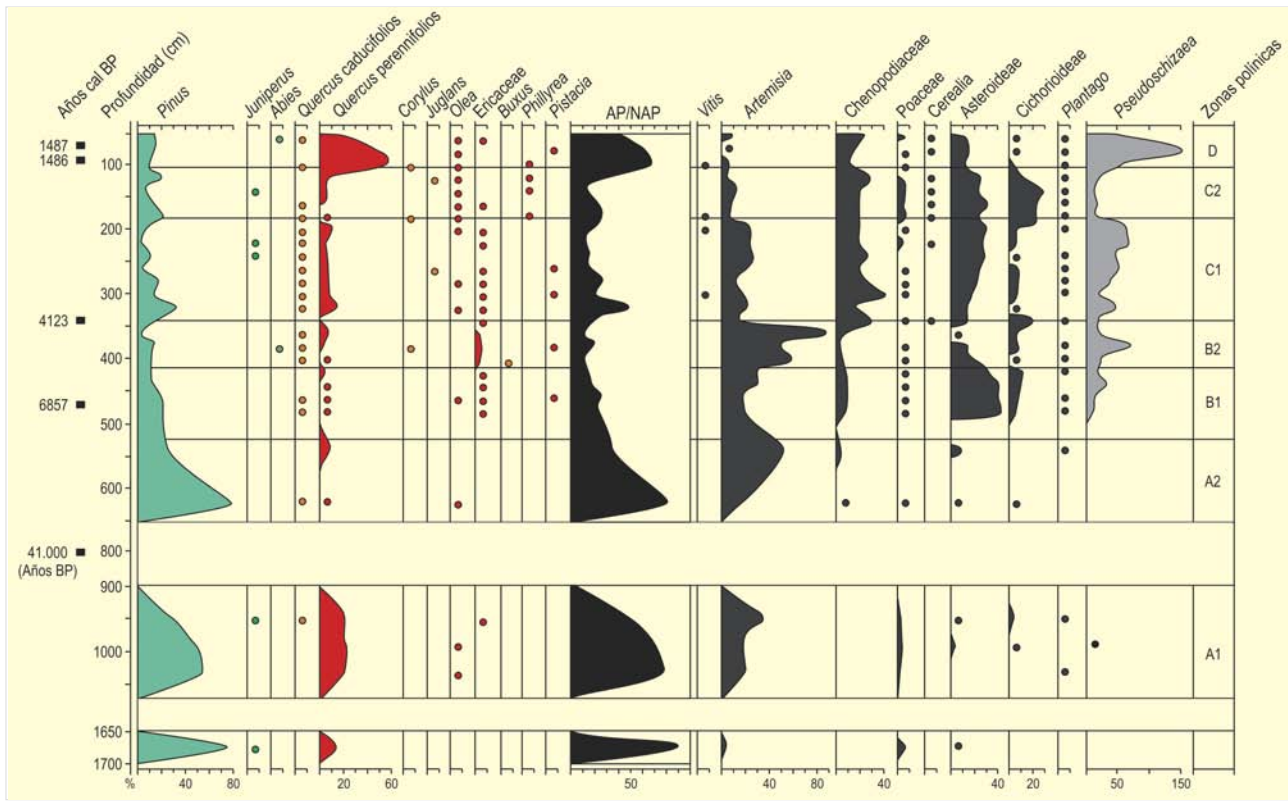 Años cal BP
Profundidad (cm)
Pinus
Juniperus
Abies
Quercus caducifolios
Quercus perennifolios
Corylus
Juglans
Olea
Ericaceae
Buxus
Phillyrea
Pistacia
AP/NAP
Vitis
Artemisia
Chenopodiaceae
Poaceae
Cerealia
Asteroideae
Cichorioideae
Plantago
Pseudoschizaea
Zonas polínicas
1487
1486
100
D
C2
200
C1
300
4123
B2
400
6857
B1
500
A2
600
41.000
(Años BP)
800
900
1000
A1
1650
1700
% 40 80 20 60 50 40 80 40 40 20 50 150